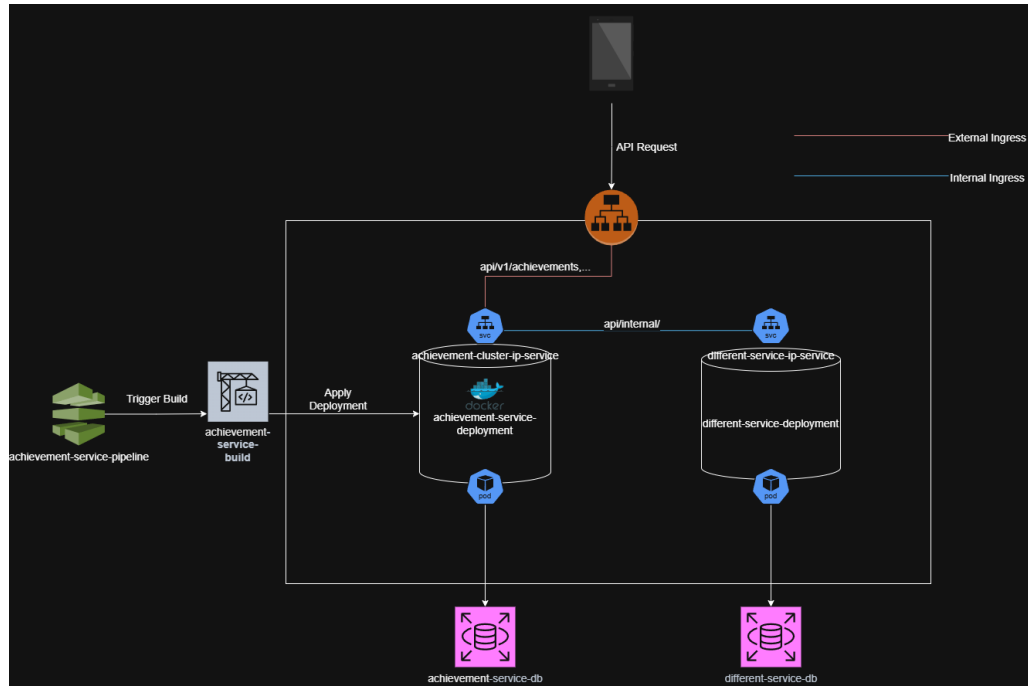 API Request
External Ingress
Internal Ingress
api/v1/achievements,...
api/internal/
svc
svc
achievement-cluster-ip-service
different-service-ip-service
Trigger Build
Apply
Deployment
docker
achievement-service-
deployment
different-service-deployment
achievement-
service-
build
achievement-service-pipeline
pod
pod
achievement-service-db
different-service-db